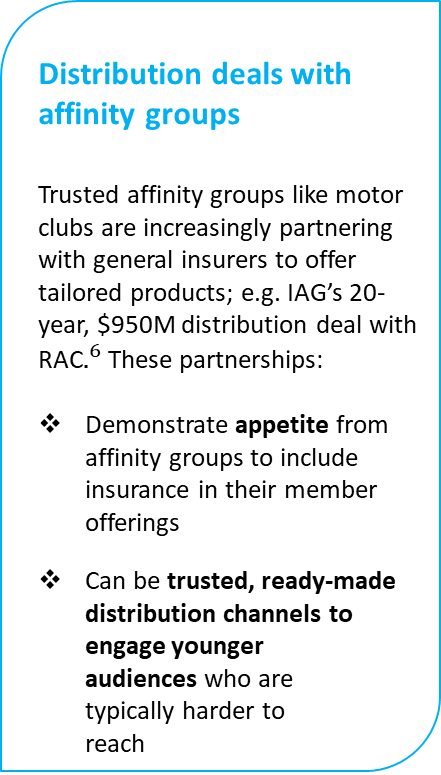 Distribution deals with
affinity groups
Trusted affinity groups like motor
clubs are increasingly partnering
with general insurers to offer
tailored products; e.g. IAG’s 20-
year, $950M distribution deal with
RAC.⁶ These partnerships:
❖ Demonstrate appetite from
affinity groups to include
insurance in their member
offerings
❖ Can be trusted, ready-made
distribution channels to
engage younger
audiences who are
typically harder to
reach